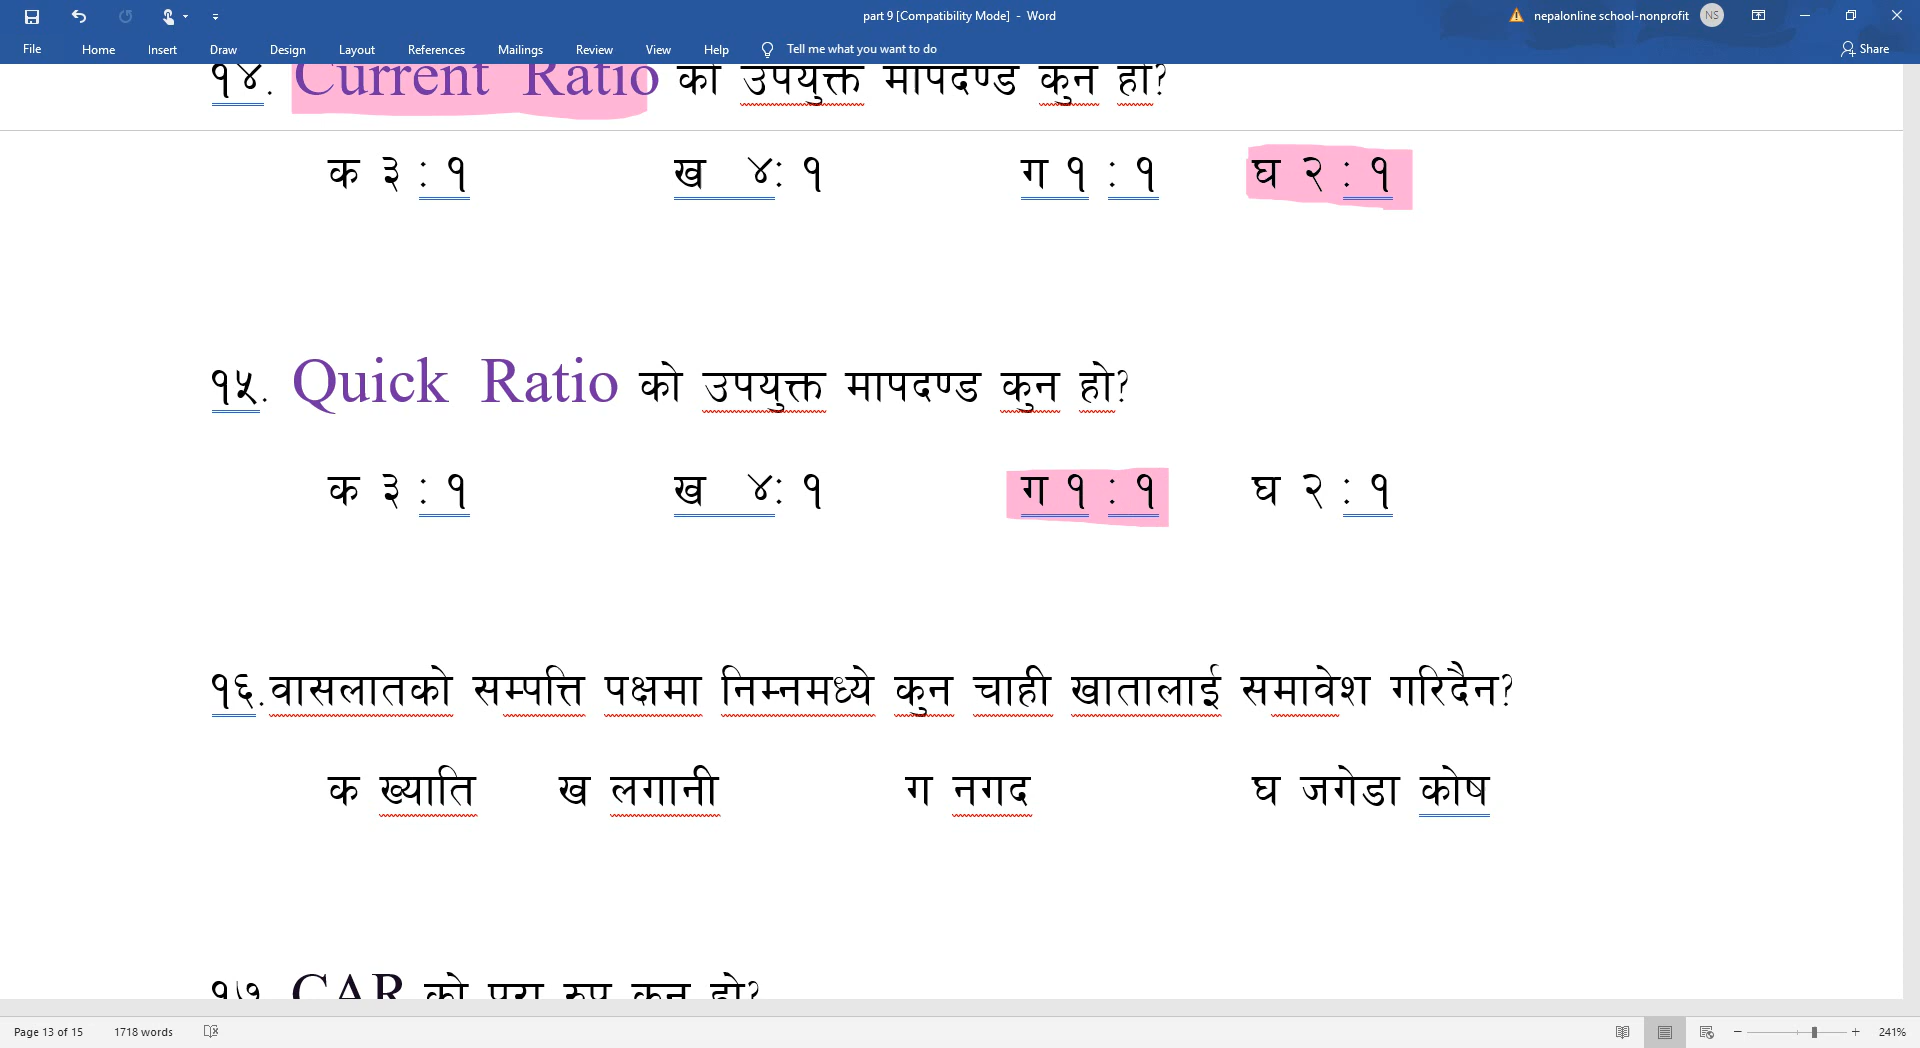 part 9 [Compatibility Mode] - Word
nepalonline school-nonprofit NS
File Home Insert Draw Design Layout References Mailings Review View Help Tell me what you want to do Share
१४. Current Ratio को उपयुक्त मापदण्ड कुन हो?
क ३ : १ ख ४: १ ग १ : १ घ २ : १
१५. Quick Ratio को उपयुक्त मापदण्ड कुन हो?
क ३ : १ ख ४: १ ग १ : १ घ २ : १
१६.वासलातको सम्पत्ति पक्षमा निम्नमध्ये कुन चाही खातालाई समावेश गरिदैन?
क ख्याति ख लगानी ग नगद घ जगेडा कोष
१७. CAR को पुरा रुप कुन हो?
Page 13 of 15 1718 words 241%